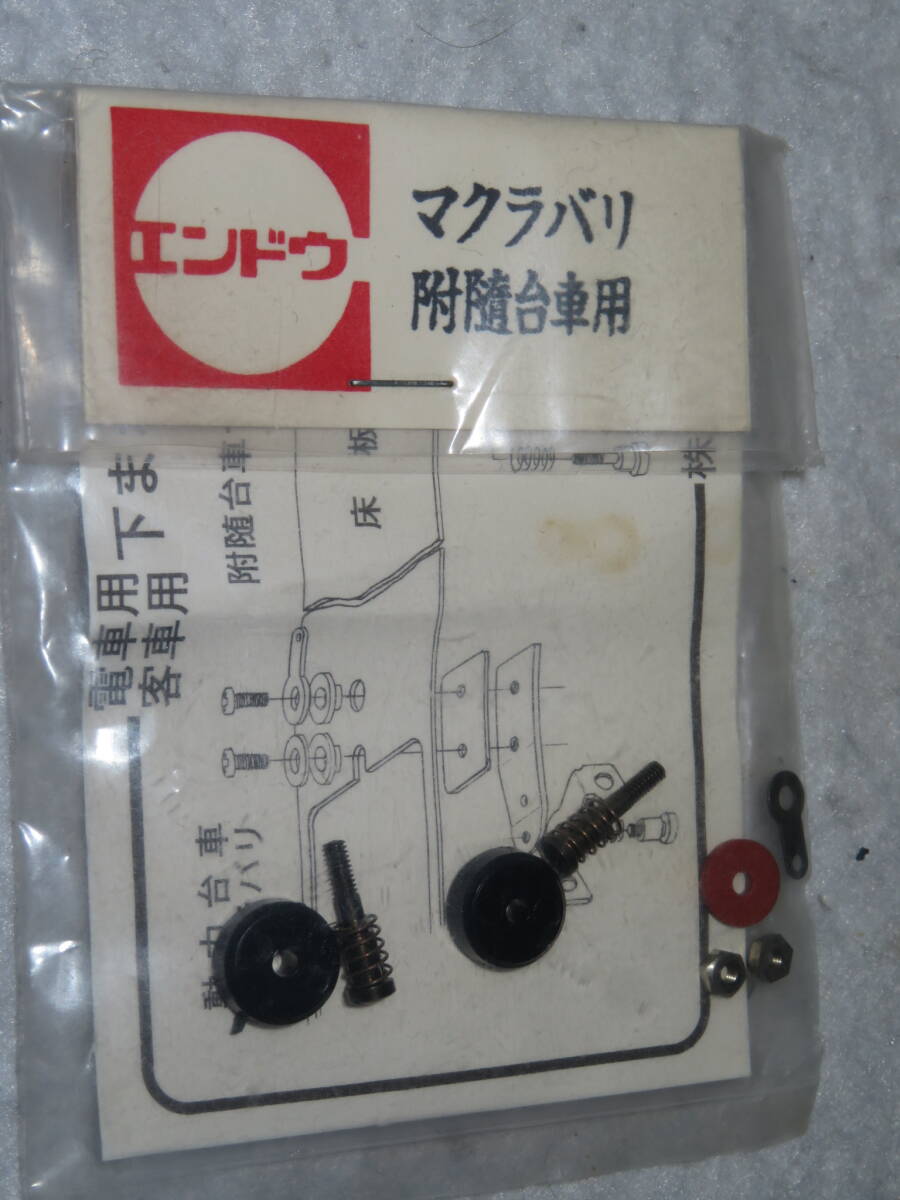 エンドウ
マクラバリ
附隨台車用
電車用
客車用
下ま
附随台車
床板
株
動力台車
バリ